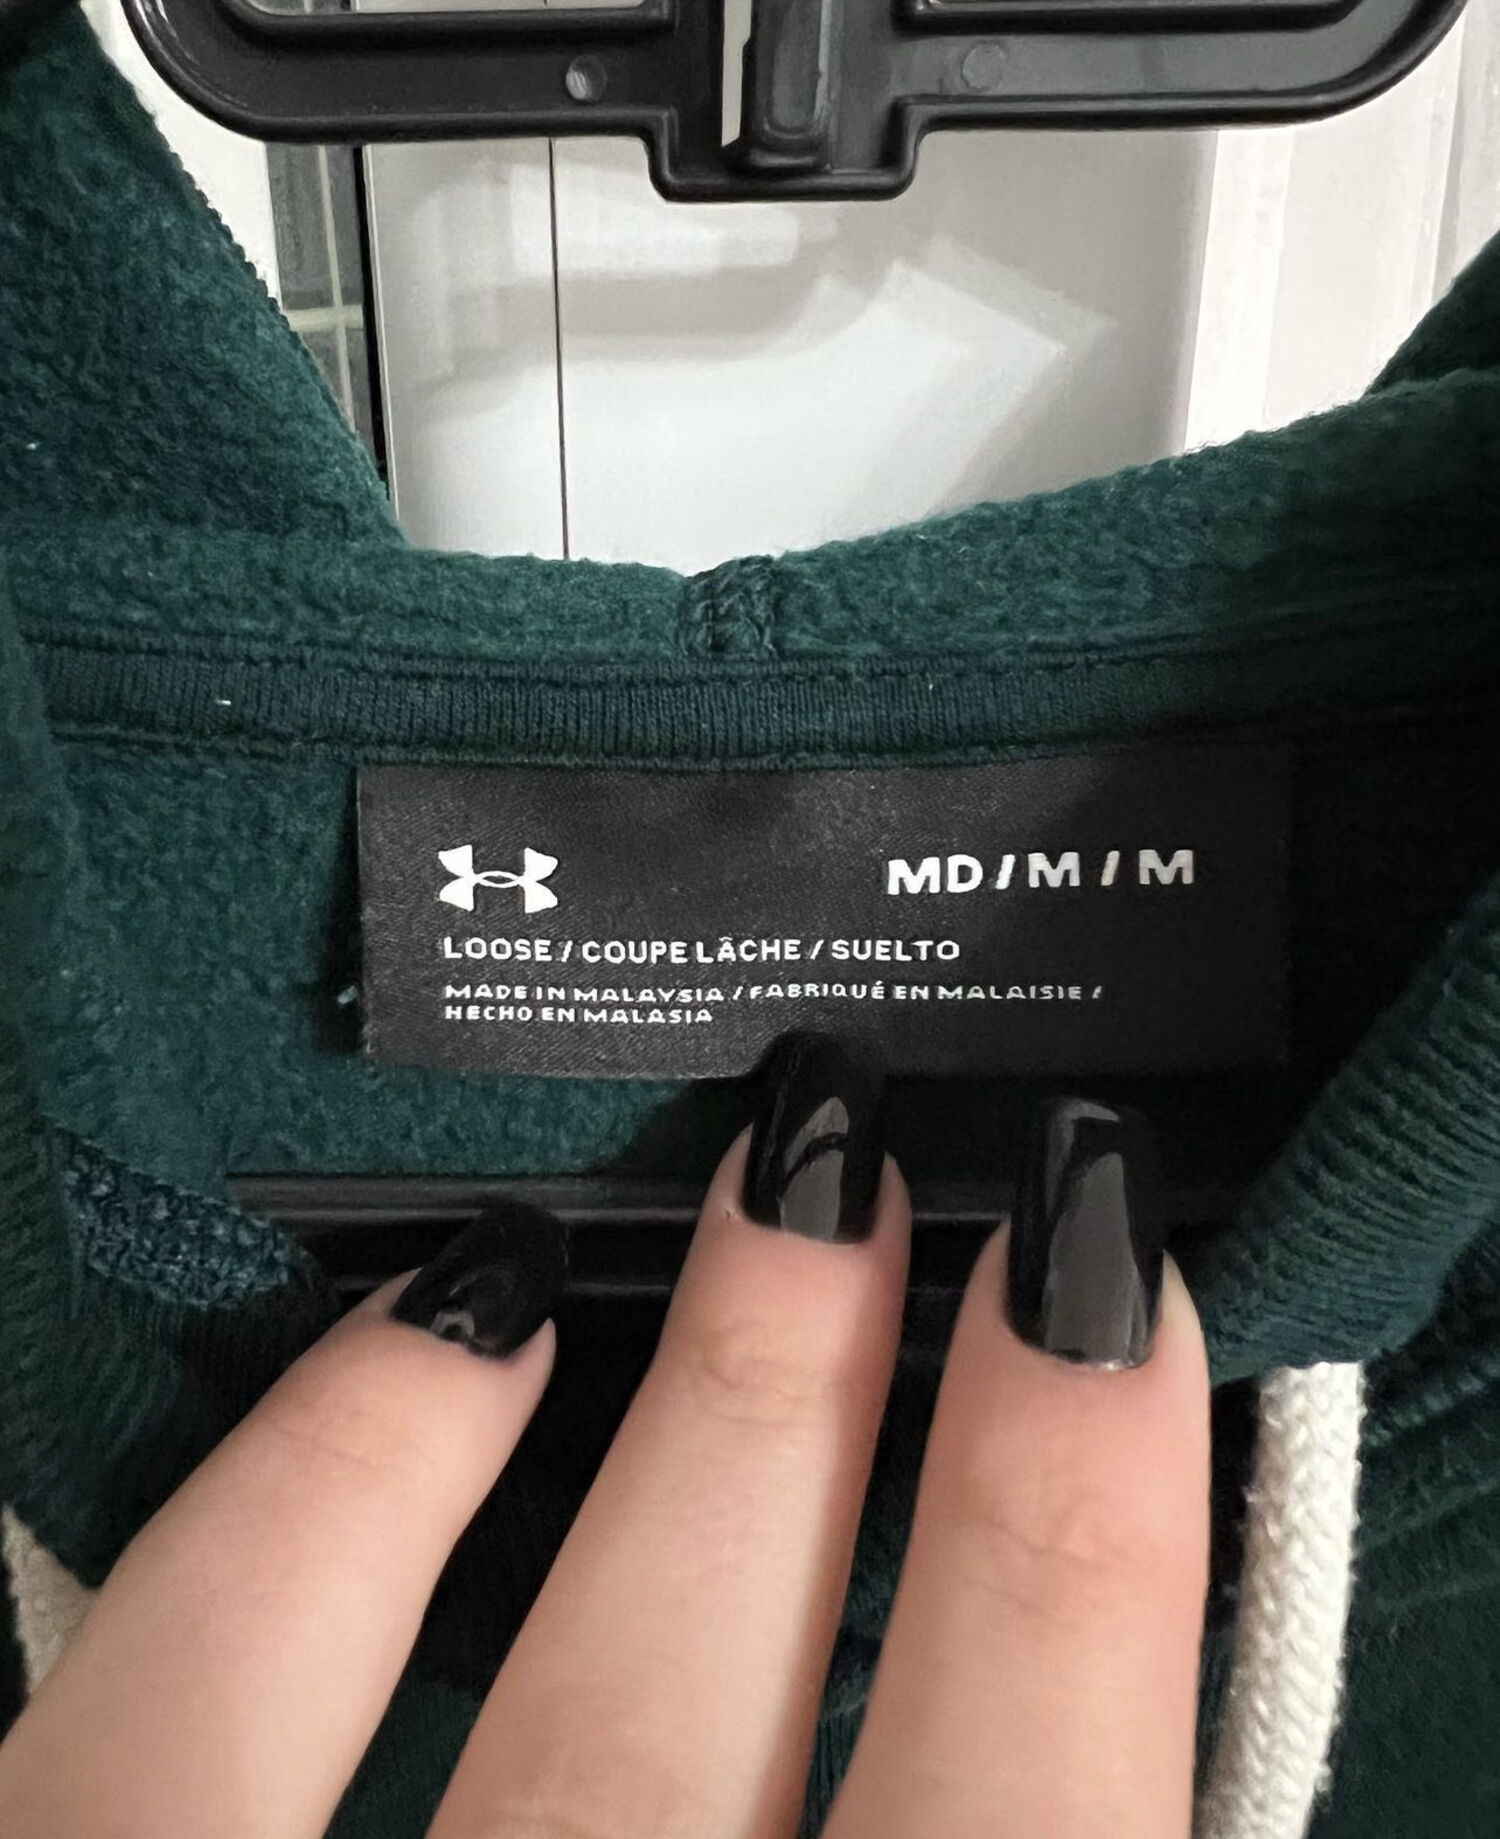 MD / M / M
LOOSE / COUPE LÂCHE / SUELTO
MADE IN MALAYSIA / FABRIQUÉ EN MALAISIE /
HECHO EN MALASIA